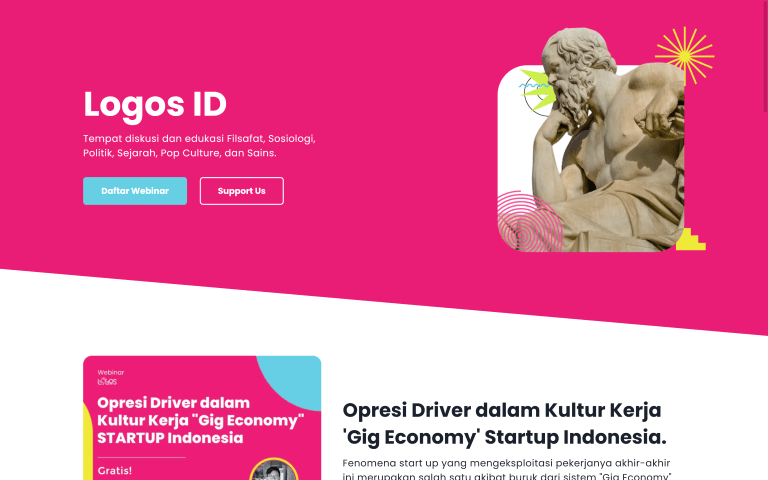 Logos ID
Tempat diskusi dan edukasi Filsafat, Sosiologi,
Politik, Sejarah, Pop Culture, dan Sains.
Daftar Webinar
Support Us
Webinar
LOGOS
Opresi Driver dalam
Kultur Kerja "Gig Economy"
STARTUP Indonesia
Gratis!
Opresi Driver dalam Kultur Kerja
'Gig Economy' Startup Indonesia.
Fenomena start up yang mengeksploitasi pekerjanya akhir-akhir
ini merupakan salah satu akibat buruk dari sistem "Gig Economy"